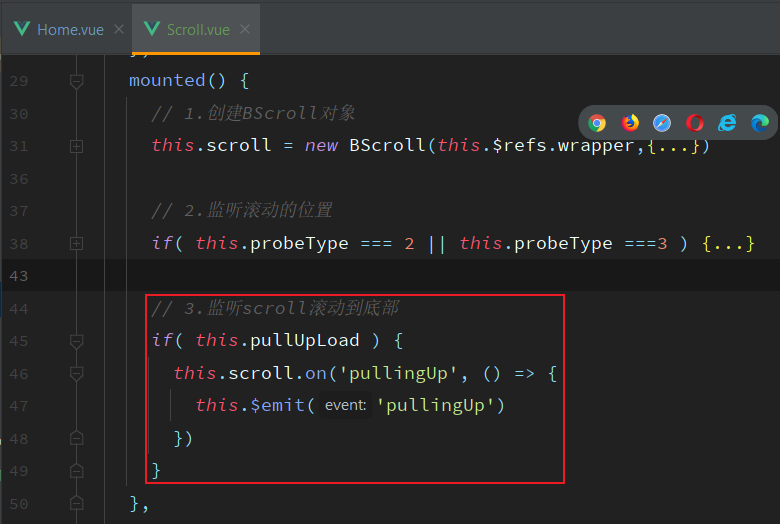 Home.vue Scroll.vue
29 mounted() {
30 // 1.创建BScroll对象
31 this.scroll = new BScroll(this.$refs.wrapper,{...})
36
37 // 2.监听滚动的位置
38 if( this.probeType === 2 || this.probeType ===3 ) {...}
43
44 // 3.监听scroll滚动到底部
45 if( this.pullUpLoad ) {
46 this.scroll.on('pullingUp', () => {
47 this.$emit( event: 'pullingUp')
48 })
49 }
50 },